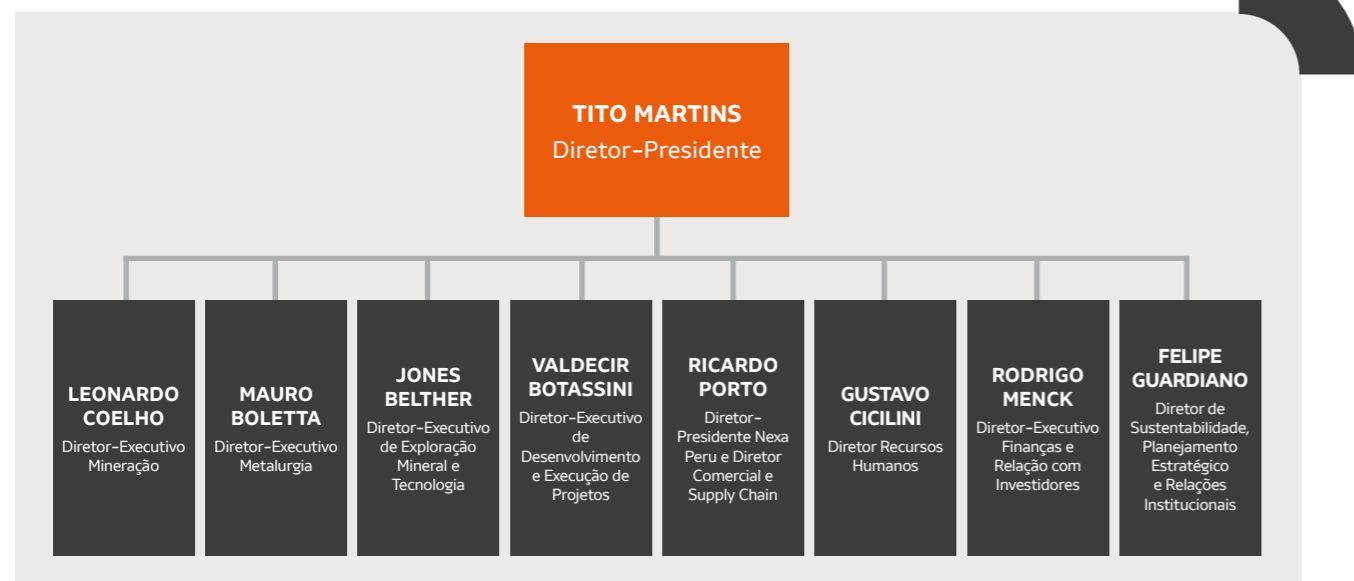 TITO MARTINS
Diretor-Presidente
LEONARDO
COELHO
Diretor-Executivo
Mineração
MAURO
BOLETTA
Diretor-Executivo
Metalurgia
JONES
BELTHER
Diretor-Executivo
de Exploração
Mineral e
Tecnologia
VALDECIR
BOTASSINI
Diretor-Executivo
de
Desenvolvimento
e Execução de
Projetos
RICARDO
PORTO
Diretor-
Presidente Nexa
Peru e Diretor
Comercial e
Supply Chain
GUSTAVO
CICILINI
Diretor Recursos
Humanos
RODRIGO
MENCK
Diretor-Executivo
Finanças e
Relação com
Investidores
FELIPE
GUARDIANO
Diretor de
Sustentabilidade,
Planejamento
Estratégico
e Relações
Institucionais